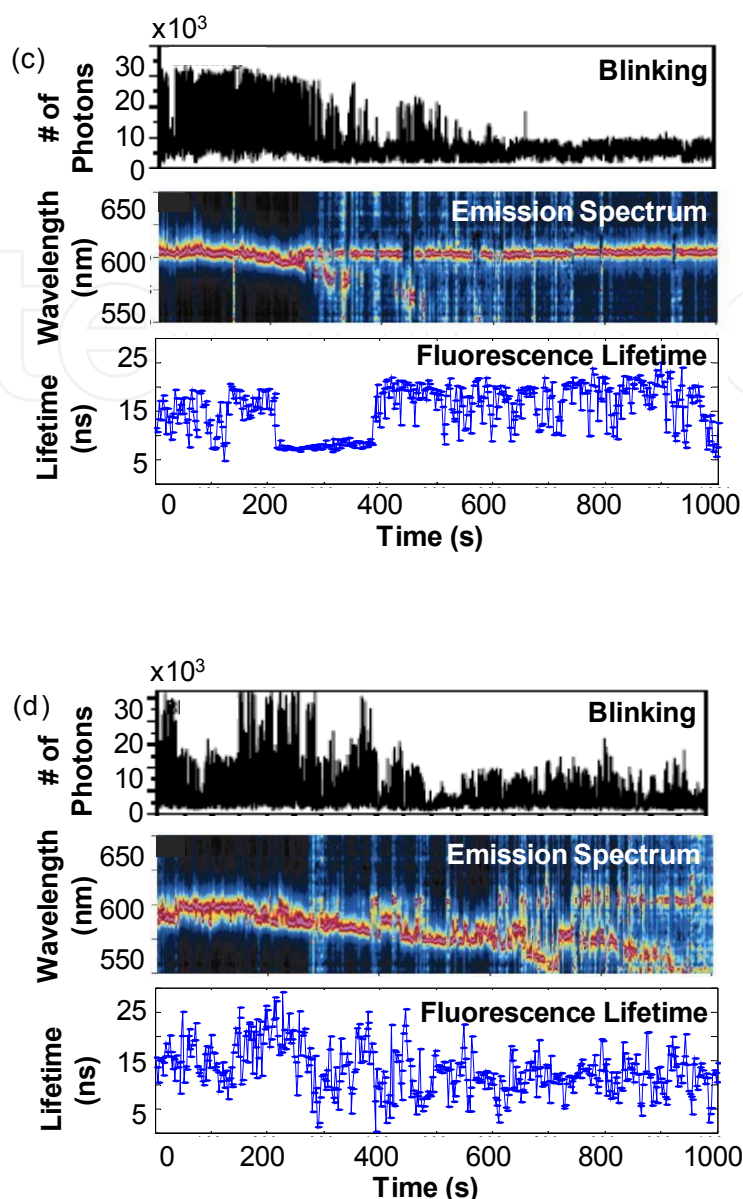 x10³
(c)
Blinking
# of
Photons
30
20
10
0
Emission Spectrum
Wavelength
(nm)
650
600
550
Fluorescence Lifetime
Lifetime
(ns)
25
15
5
0 200 400 600 800 1000
Time (s)
x10³
(d)
Blinking
# of
Photons
30
20
10
0
Emission Spectrum
Wavelength
(nm)
650
600
550
Fluorescence Lifetime
Lifetime
(ns)
25
15
5
0 200 400 600 800 1000
Time (s)